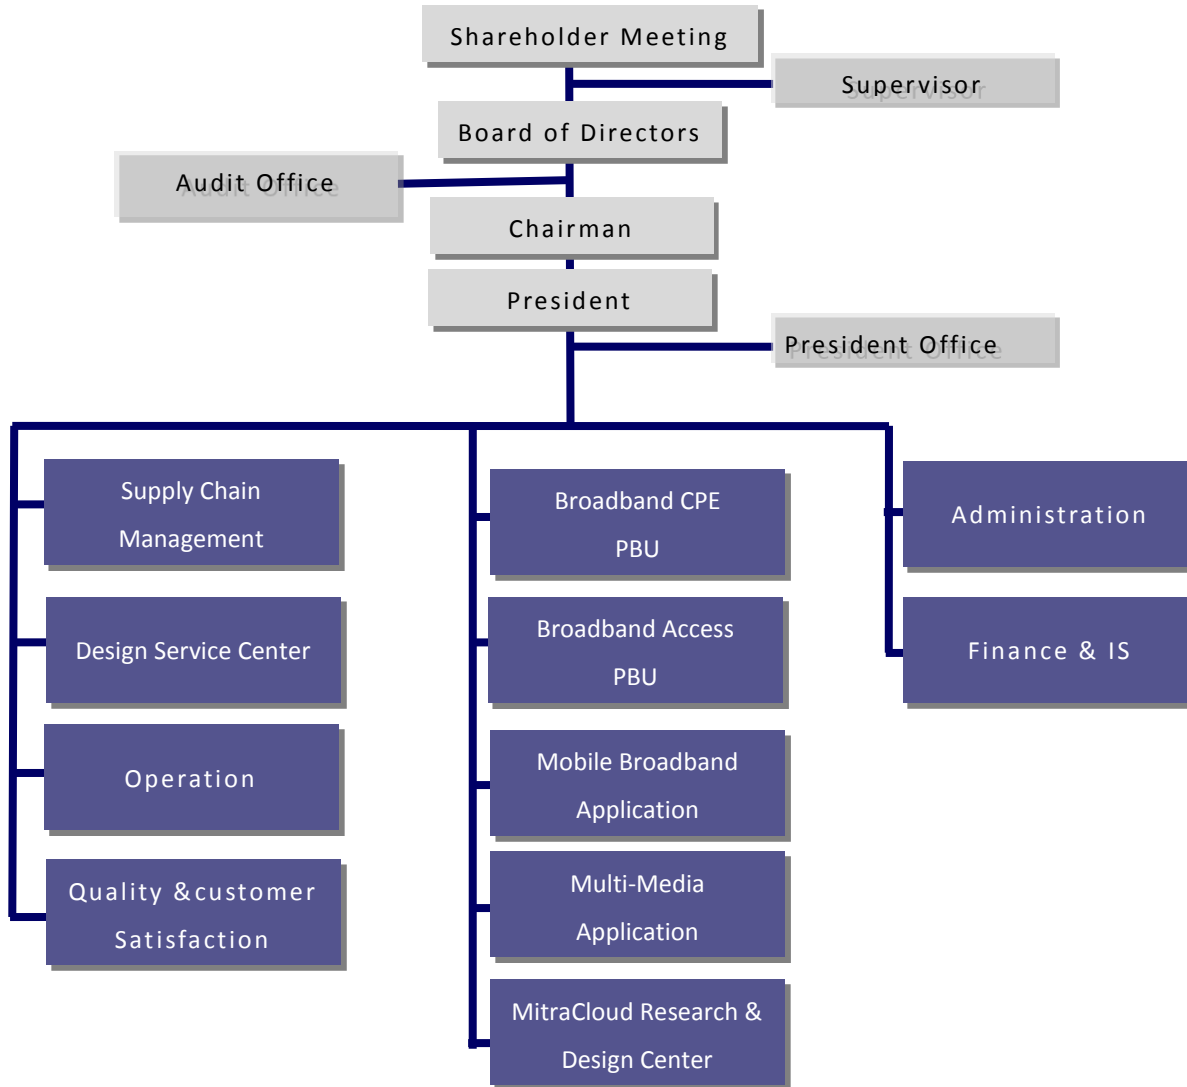 Shareholder Meeting
Supervisor
Board of Directors
Audit Office
Chairman
President
President Office
Supply Chain
Management
Design Service Center
Operation
Quality &customer
Satisfaction
Broadband CPE
PBU
Broadband Access
PBU
Mobile Broadband
Application
Multi-Media
Application
MitraCloud Research &
Design Center
Administration
Finance & IS